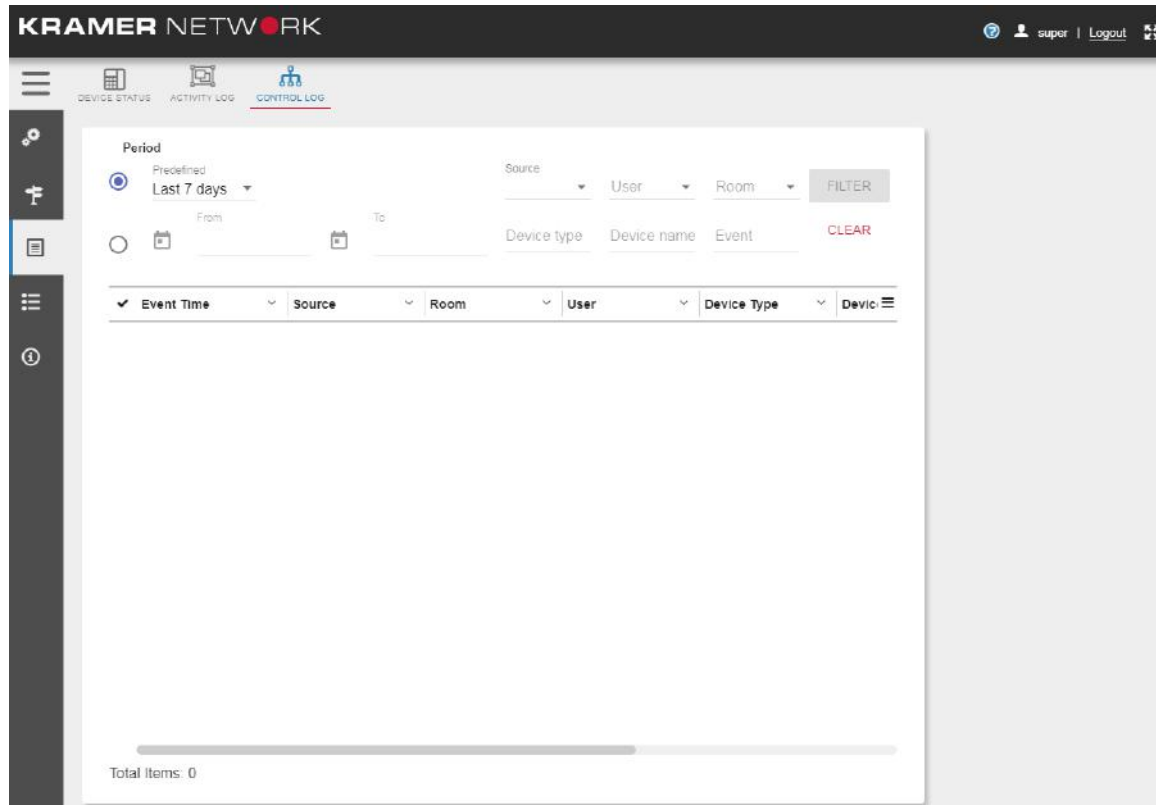 KRAMER NETWORK
super | Logout
DEVICE STATUS ACTIVITY LOG CONTROL LOG
Period
Predefined
Last 7 days
Source
User Room FILTER
From To
Device type Device name Event CLEAR
Event Time Source Room User Device Type Devic
Total Items: 0